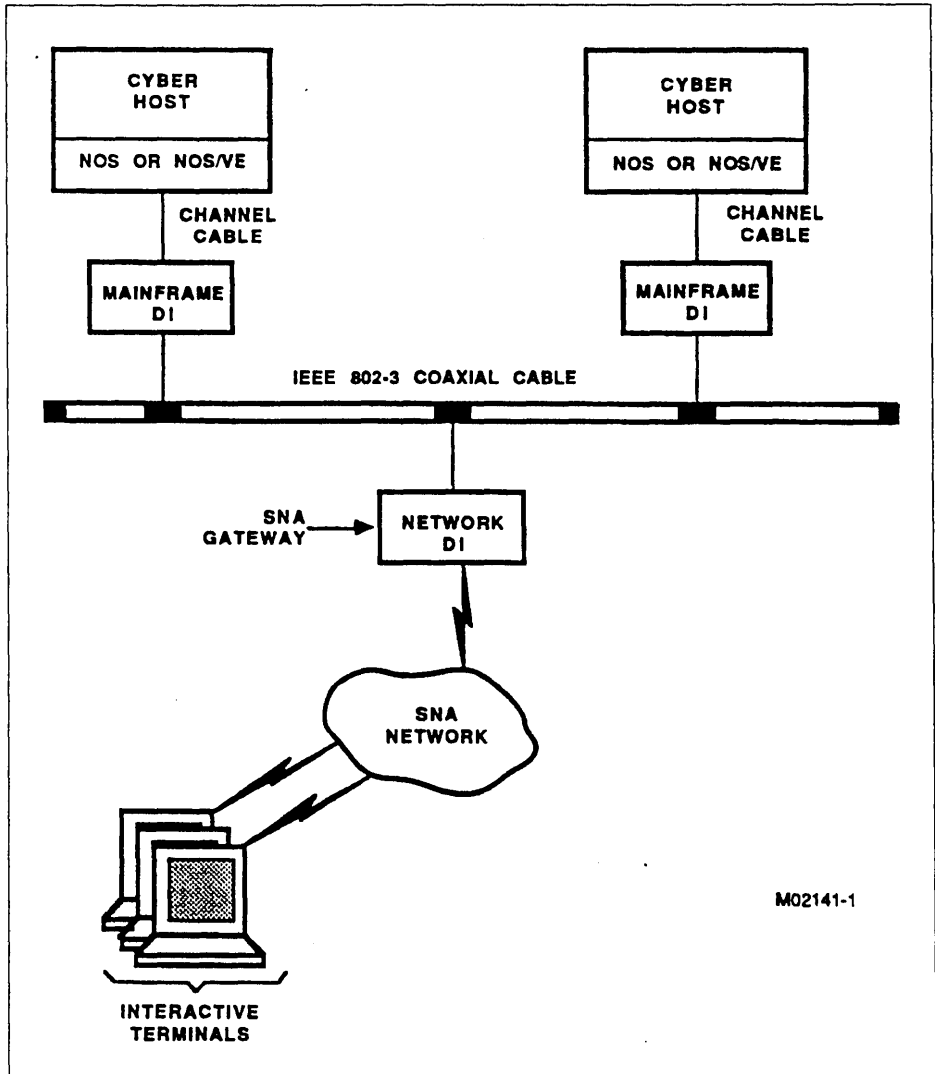 CYBER
HOST
NOS OR NOS/VE
CHANNEL
CABLE
MAINFRAME
DI
CYBER
HOST
NOS OR NOS/VE
CHANNEL
CABLE
MAINFRAME
DI
IEEE 802-3 COAXIAL CABLE
SNA
GATEWAY
NETWORK
DI
SNA
NETWORK
INTERACTIVE
TERMINALS
M02141-1